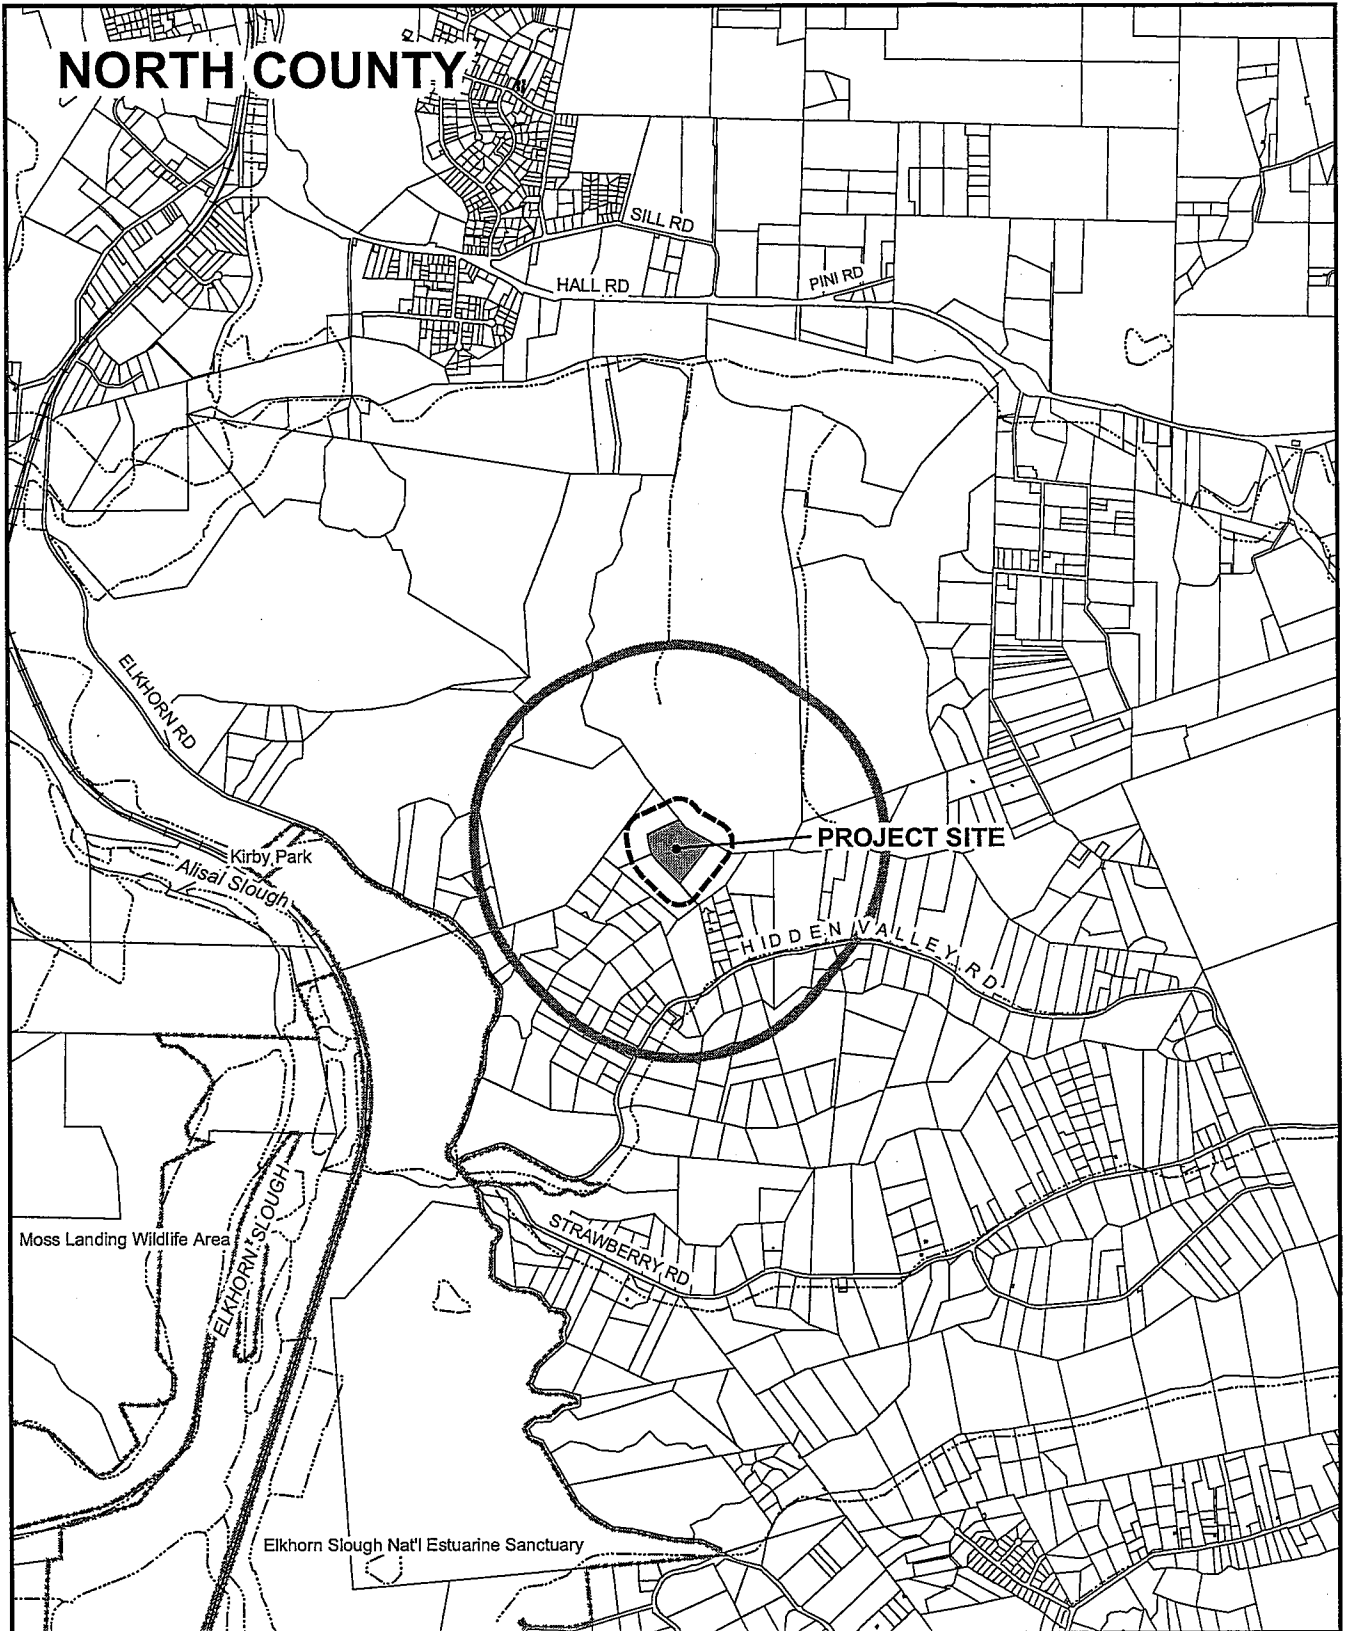 NORTH COUNTY
SILL RD
HALL RD
PINI RD
ELKHORN RD
PROJECT SITE
Kirby Park
Alisal Slough
HIDDEN VALLEY RD
STRAWBERRY RD
Moss Landing Wildlife Area
ELKHORN SLOUGH
Elkhorn Slough Nat'l Estuarine Sanctuary